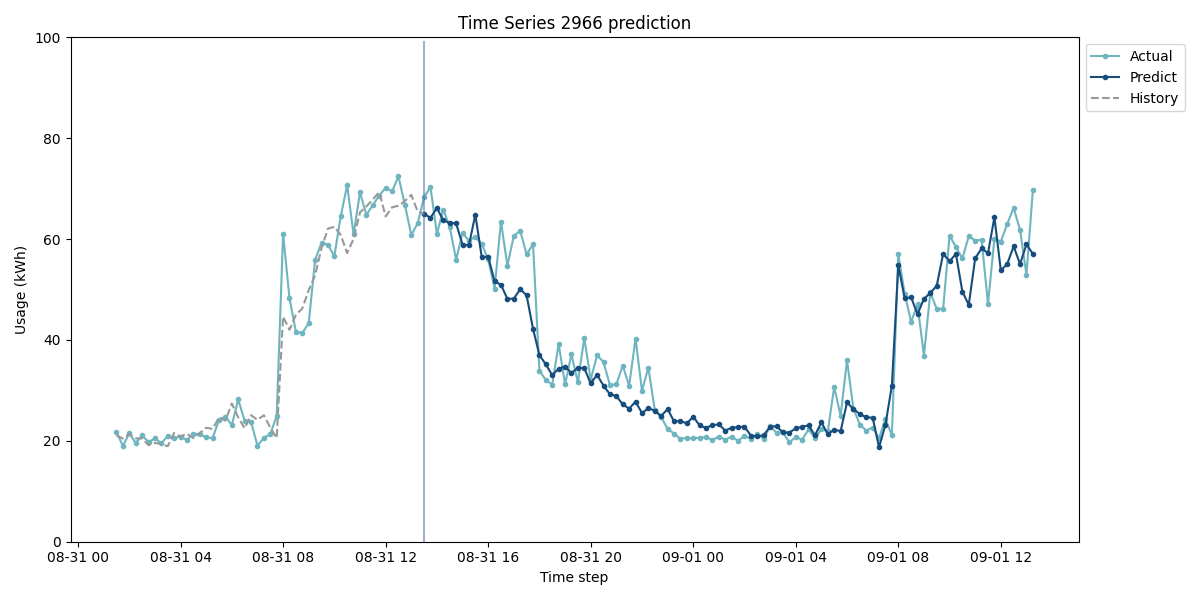 Time Series 2966 prediction
Usage (kWh)
100
80
60
40
20
0
08-31 00
08-31 04
08-31 08
08-31 12
08-31 16
08-31 20
09-01 00
09-01 04
09-01 08
09-01 12
Time step
Actual
Predict
History